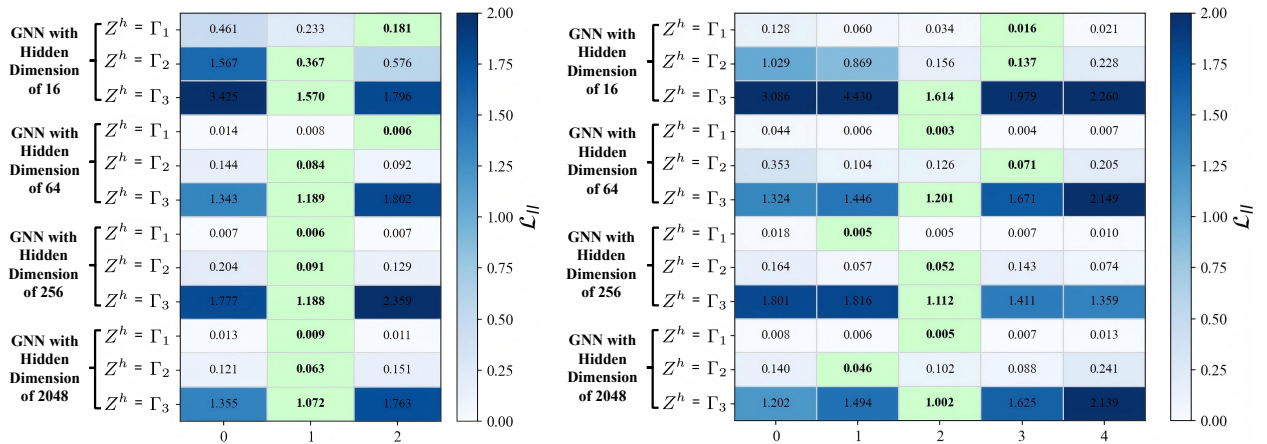 GNN with
Hidden
Dimension
of 16
Z^h = Γ_1 0.461 0.233 0.181
Z^h = Γ_2 1.567 0.367 0.576
Z^h = Γ_3 3.425 1.570 1.796
GNN with
Hidden
Dimension
of 64
Z^h = Γ_1 0.014 0.008 0.006
Z^h = Γ_2 0.144 0.084 0.092
Z^h = Γ_3 1.343 1.189 1.802
GNN with
Hidden
Dimension
of 256
Z^h = Γ_1 0.007 0.006 0.007
Z^h = Γ_2 0.204 0.091 0.129
Z^h = Γ_3 1.777 1.188 2.359
GNN with
Hidden
Dimension
of 2048
Z^h = Γ_1 0.013 0.009 0.011
Z^h = Γ_2 0.121 0.063 0.151
Z^h = Γ_3 1.355 1.072 1.763
0 1 2
2.00
1.75
1.50
1.25
1.00
0.75
0.50
0.25
0.00
ℒ_||
GNN with
Hidden
Dimension
of 16
Z^h = Γ_1 0.128 0.060 0.034 0.016 0.021
Z^h = Γ_2 1.029 0.869 0.156 0.137 0.228
Z^h = Γ_3 3.086 4.430 1.614 1.979 2.260
GNN with
Hidden
Dimension
of 64
Z^h = Γ_1 0.044 0.006 0.003 0.004 0.007
Z^h = Γ_2 0.353 0.104 0.126 0.071 0.205
Z^h = Γ_3 1.324 1.446 1.201 1.671 2.149
GNN with
Hidden
Dimension
of 256
Z^h = Γ_1 0.018 0.005 0.005 0.007 0.010
Z^h = Γ_2 0.164 0.057 0.052 0.143 0.074
Z^h = Γ_3 1.801 1.816 1.112 1.411 1.359
GNN with
Hidden
Dimension
of 2048
Z^h = Γ_1 0.008 0.006 0.005 0.007 0.013
Z^h = Γ_2 0.140 0.046 0.102 0.088 0.241
Z^h = Γ_3 1.202 1.494 1.002 1.625 2.139
0 1 2 3 4
2.00
1.75
1.50
1.25
1.00
0.75
0.50
0.25
0.00
ℒ_||